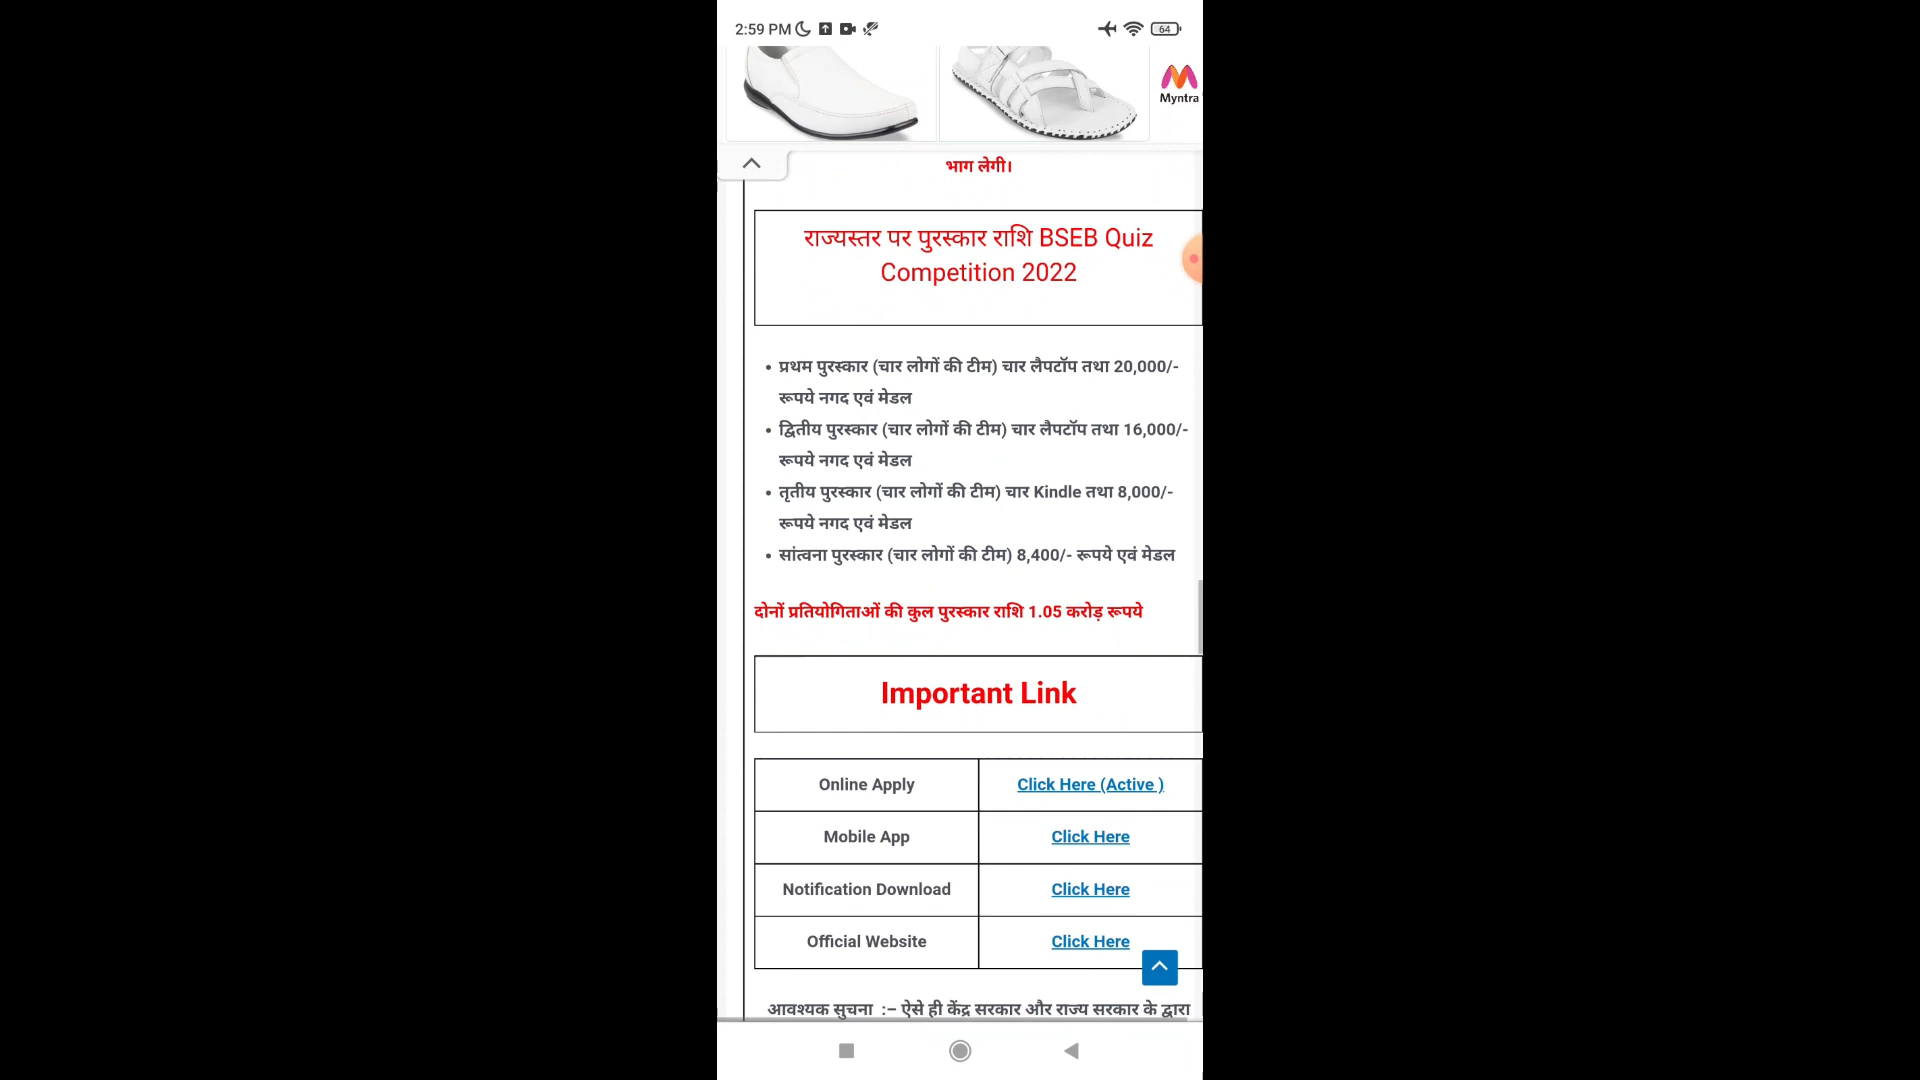 2:59 PM
64
Myntra
भाग लेगी।
राज्यस्तर पर पुरस्कार राशि BSEB Quiz
Competition 2022
• प्रथम पुरस्कार (चार लोगों की टीम) चार लैपटॉप तथा 20,000/-
रूपये नगद एवं मेडल
• द्वितीय पुरस्कार (चार लोगों की टीम) चार लैपटॉप तथा 16,000/-
रूपये नगद एवं मेडल
• तृतीय पुरस्कार (चार लोगों की टीम) चार Kindle तथा 8,000/-
रूपये नगद एवं मेडल
• सांत्वना पुरस्कार (चार लोगों की टीम) 8,400/- रूपये एवं मेडल
दोनों प्रतियोगिताओं की कुल पुरस्कार राशि 1.05 करोड़ रूपये
Important Link
Online Apply Click Here (Active )
Mobile App Click Here
Notification Download Click Here
Official Website Click Here
आवश्यक सुचना :– ऐसे ही केंद्र सरकार और राज्य सरकार के द्वारा